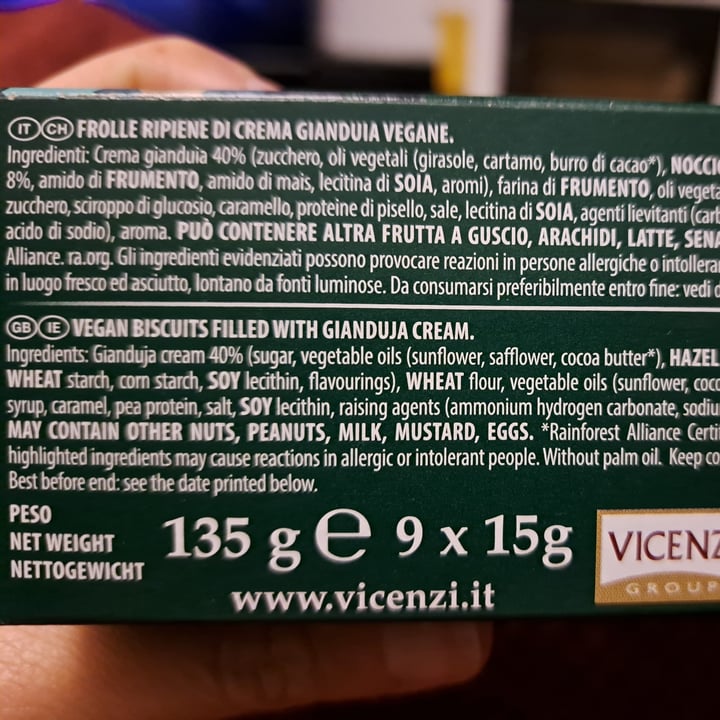 IT CH FROLLE RIPIENE DI CREMA GIANDUIA VEGANE.
Ingredienti: Crema gianduia 40% (zucchero, oli vegetali (girasole, cartamo, burro di cacao*), NOCCI
8%, amido di FRUMENTO, amido di mais, lecitina di SOIA, aromi), farina di FRUMENTO, oli vegeta
zucchero, sciroppo di glucosio, caramello, proteine di pisello, sale, lecitina di SOIA, agenti lievitanti (car
acido di sodio), aroma. PUÒ CONTENERE ALTRA FRUTTA A GUSCIO, ARACHIDI, LATTE, SENA
Alliance. ra.org. Gli ingredienti evidenziati possono provocare reazioni in persone allergiche o intolleran
in luogo fresco ed asciutto, lontano da fonti luminose. Da consumarsi preferibilmente entro fine: vedi d
GB IE VEGAN BISCUITS FILLED WITH GIANDUJA CREAM.
Ingredients: Gianduja cream 40% (sugar, vegetable oils (sunflower, safflower, cocoa butter*), HAZEL
WHEAT starch, corn starch, SOY lecithin, flavourings), WHEAT flour, vegetable oils (sunflower, coc
syrup, caramel, pea protein, salt, SOY lecithin, raising agents (ammonium hydrogen carbonate, sodiu
MAY CONTAIN OTHER NUTS, PEANUTS, MILK, MUSTARD, EGGS. *Rainforest Alliance Certi
highlighted ingredients may cause reactions in allergic or intolerant people. Without palm oil. Keep co
Best before end: see the date printed below.
PESO
NET WEIGHT
NETTOGEWICHT
135 g e 9 x 15g
www.vicenzi.it
VICENZ
GROUP